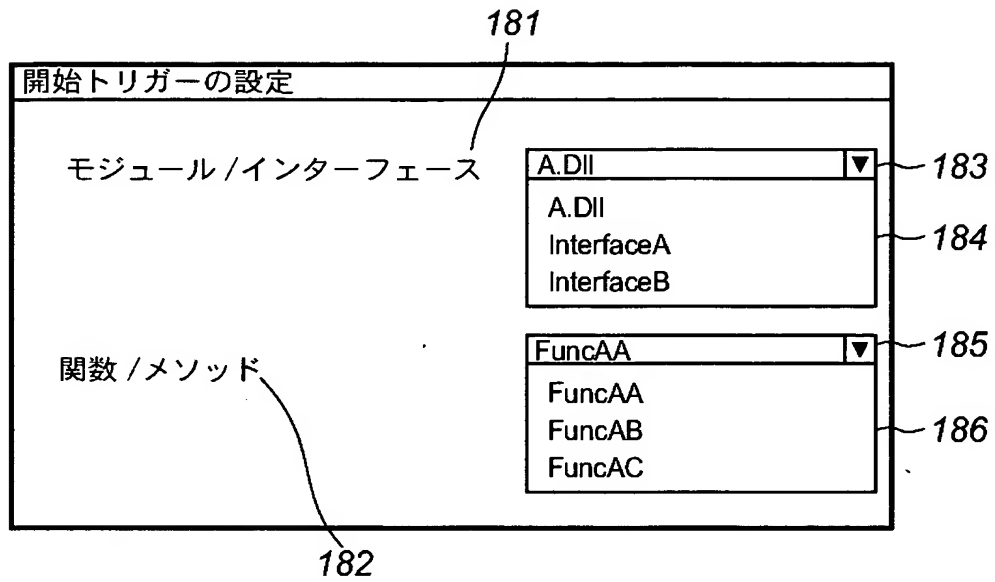 181
開始トリガーの設定
モジュール/インターフェース
A.Dll
183
A.Dll
InterfaceA
InterfaceB
184
関数/メソッド
FuncAA
185
FuncAA
FuncAB
FuncAC
186
182